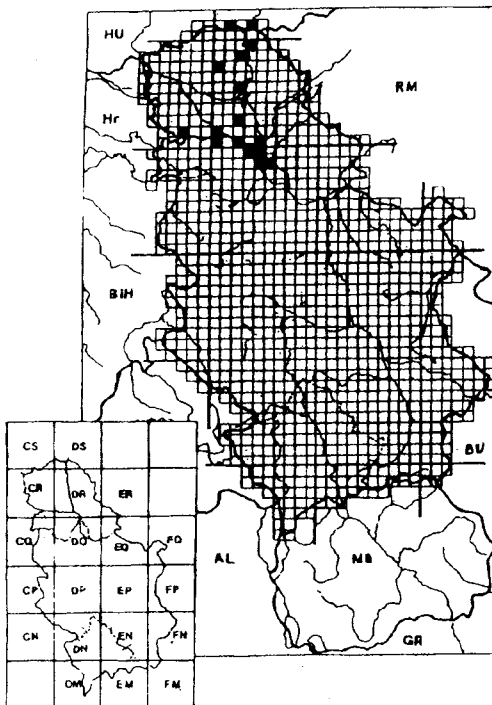 HU
RM
Hr
BiH
BU
AL
MB
GR
CS DS
CR DR ER
CQ DQ EQ FQ
CP DP EP FP
CN DN EN FN
DM EM FM